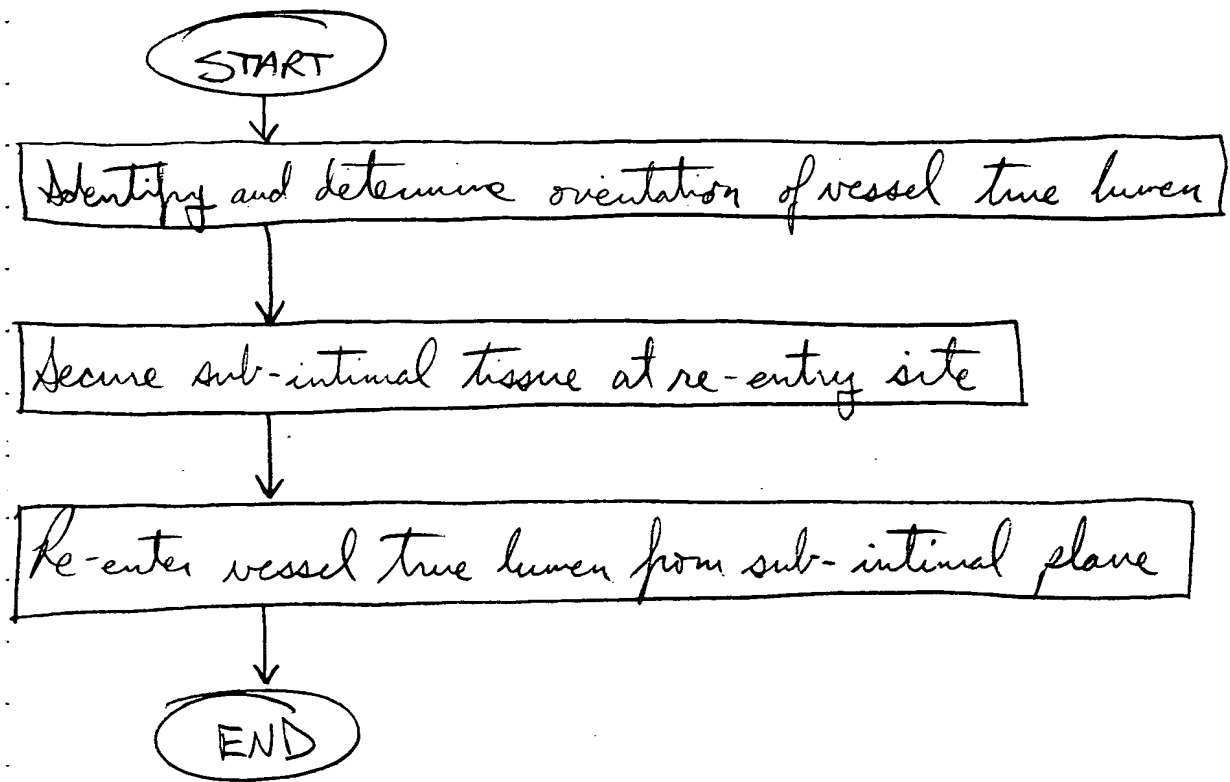 START
Identify and determine orientation of vessel true lumen
Secure sub-intimal tissue at re-entry site
Re-enter vessel true lumen from sub-intimal plane
END